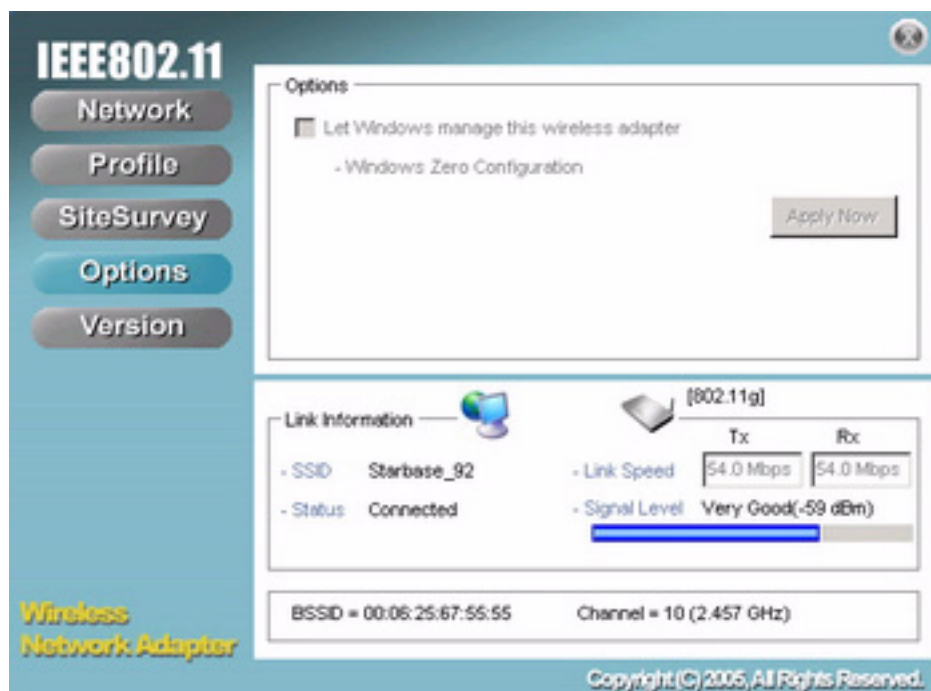 IEEE802.11
Network
Profile
SiteSurvey
Options
Version
Options
Let Windows manage this wireless adapter
- Windows Zero Configuration
Apply Now
Link Information
[802.11g]
Tx Rx
- SSID Starbase_92
- Link Speed 54.0 Mbps 54.0 Mbps
- Status Connected
- Signal Level Very Good(-59 dBm)
BSSID = 00:06:25:67:55:55 Channel = 10 (2.457 GHz)
Wireless
Network Adapter
Copyright (C) 2005, All Rights Reserved.